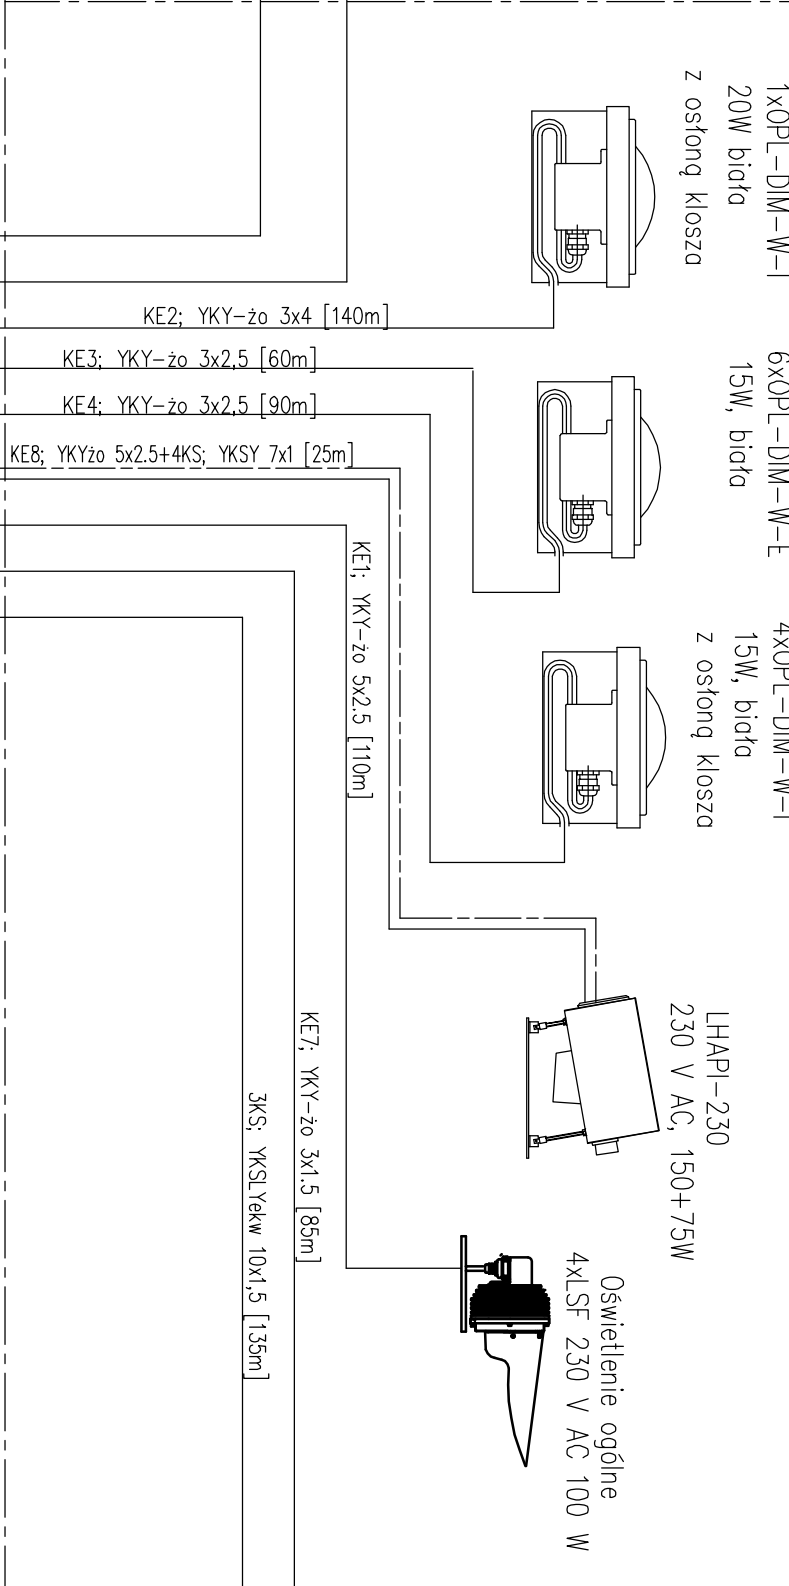 1xOPL-DIM-W-I
20W biała
z osłoną klosza
KE2; YKY-żo 3x4 [140m]
6xOPL-DIM-W-E
15W, biała
KE3; YKY-żo 3x2,5 [60m]
KE4; YKY-żo 3x2,5 [90m]
KE8; YKYżo 5x2.5+4KS; YKSY 7x1 [25m]
4xOPL-DIM-W-I
15W, biała
z osłoną klosza
KE1; YKY-żo 5x2.5 [110m]
LHAPI-230
230 V AC, 150+75W
KE7; YKY-żo 3x1.5 [85m]
3KS; YKSLYekw 10x1,5 [135m]
Oświetlenie ogólne
4xLSF 230 V AC 100 W